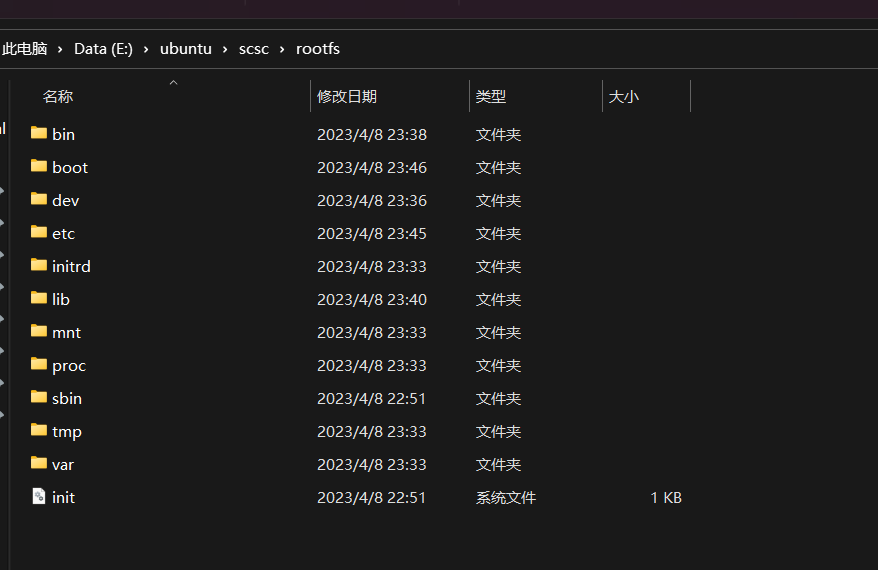 此电脑 › Data (E:) › ubuntu › scsc › rootfs
名称 修改日期 类型 大小
bin 2023/4/8 23:38 文件夹
boot 2023/4/8 23:46 文件夹
dev 2023/4/8 23:36 文件夹
etc 2023/4/8 23:45 文件夹
initrd 2023/4/8 23:33 文件夹
lib 2023/4/8 23:40 文件夹
mnt 2023/4/8 23:33 文件夹
proc 2023/4/8 23:33 文件夹
sbin 2023/4/8 22:51 文件夹
tmp 2023/4/8 23:33 文件夹
var 2023/4/8 23:33 文件夹
init 2023/4/8 22:51 系统文件 1 KB